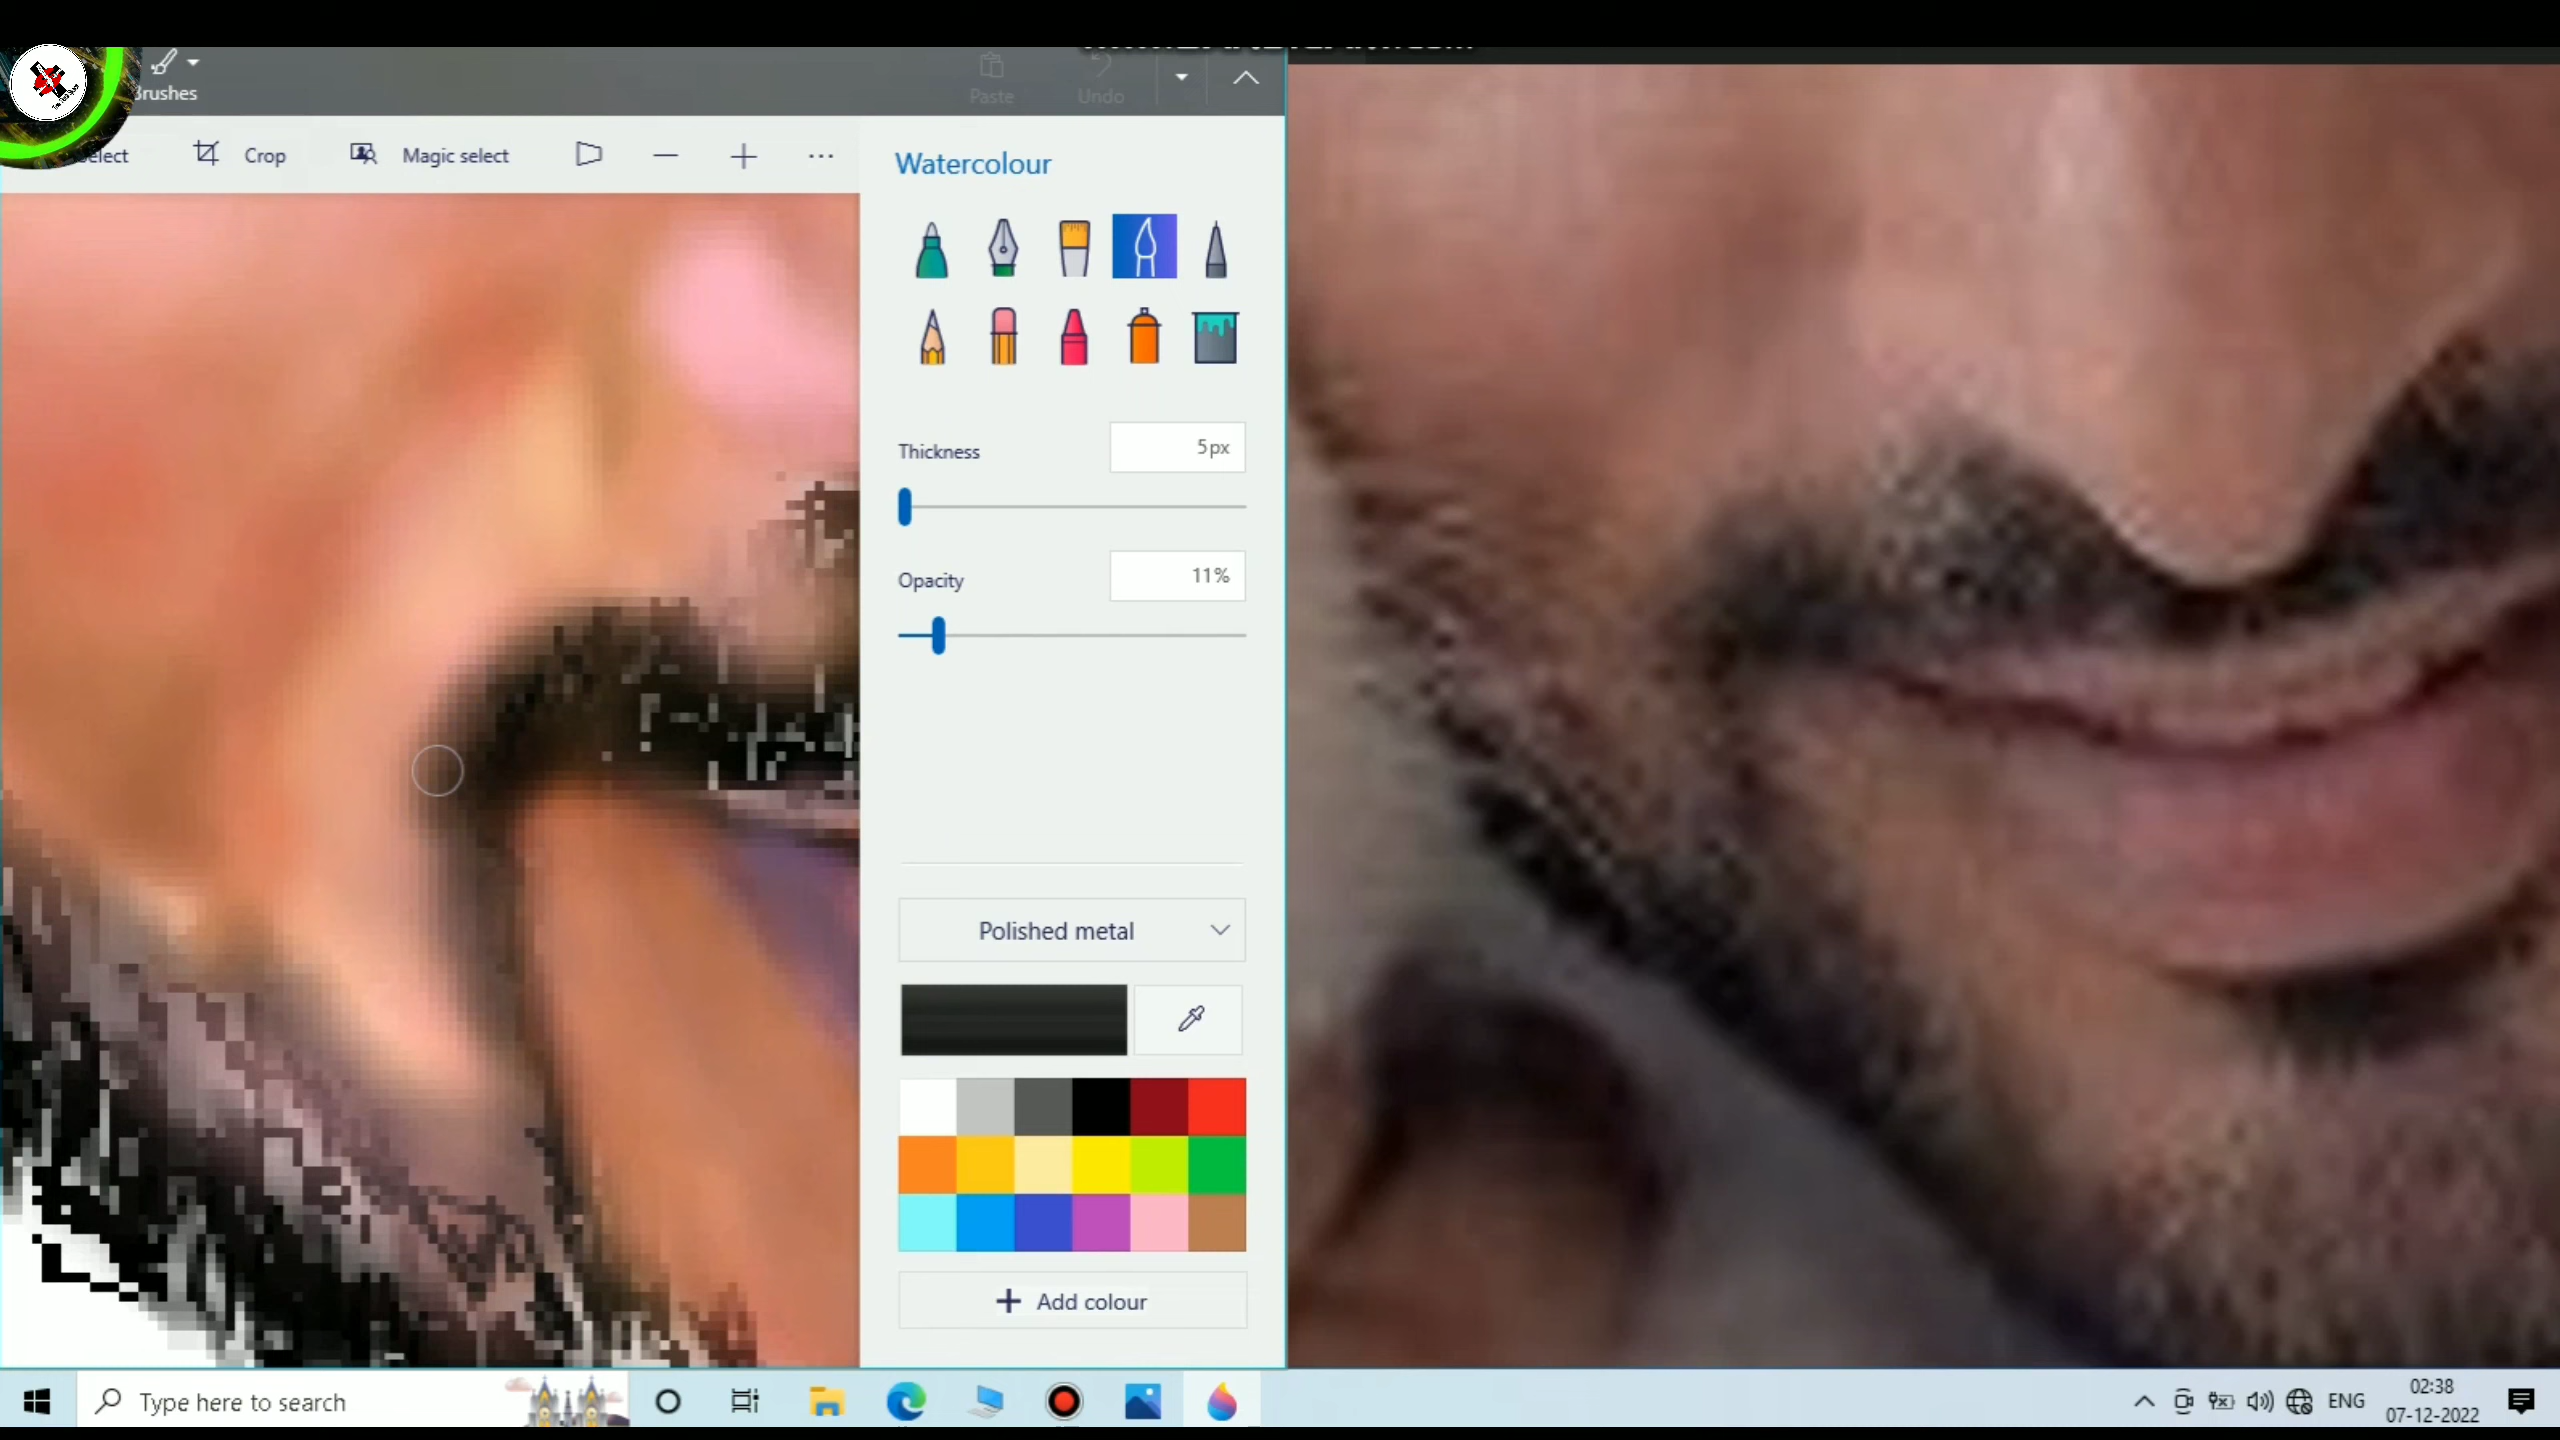 Brushes
Paste
Undo
Select
Crop
Magic select
Watercolour
Thickness
5px
Opacity
11%
Polished metal
Add colour
Type here to search
ENG
02:38
07-12-2022